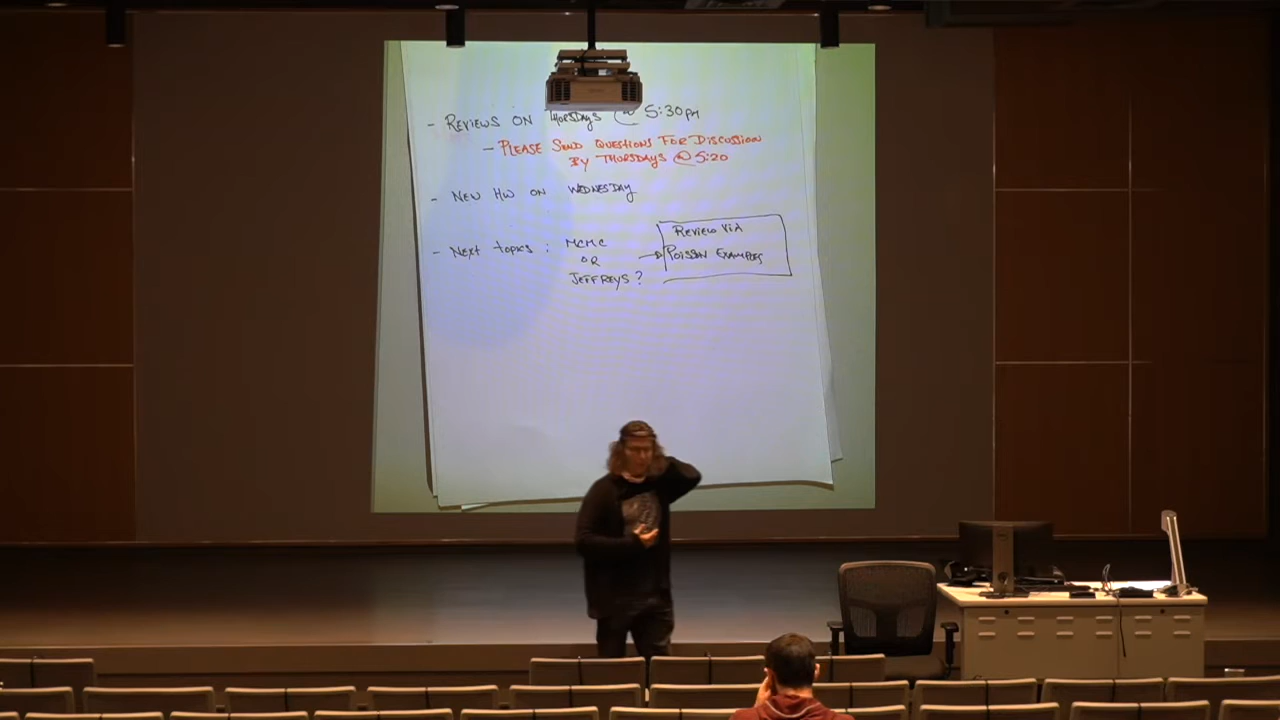 - REVIEWS ON THORSDAYS @ 5:30PM
- PLEASE SEND QUESTIONS FOR DISCUSSION
BY THURSDAYS @ 5:20
- NEW HW ON WEDNESDAY
- NEXT TOPICS : MCMC
OR
JEFFREYS?
REVIEW VIA
POISSON EXAMPLES